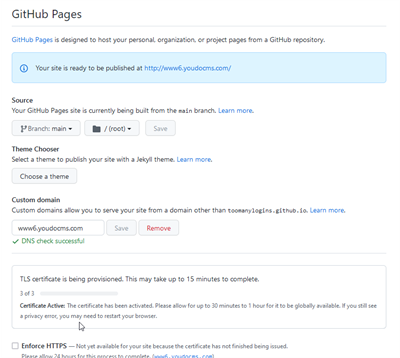 GitHub Pages
GitHub Pages is designed to host your personal, organization, or project pages from a GitHub repository.
Your site is ready to be published at http://www6.youdocms.com/
Source
Your GitHub Pages site is currently being built from the main branch. Learn more.
Branch: main / (root) Save
Theme Chooser
Select a theme to publish your site with a Jekyll theme. Learn more.
Choose a theme
Custom domain
Custom domains allow you to serve your site from a domain other than toomanylogins.github.io. Learn more.
www6.youdocms.com Save Remove
DNS check successful
TLS certificate is being provisioned. This may take up to 15 minutes to complete.
3 of 3
Certificate Active: The certificate has been activated. Please allow for up to 30 minutes to 1 hour for it to be globally available. If you still see
a privacy error, you may need to restart your browser.
Enforce HTTPS — Not yet available for your site because the certificate has not finished being issued.
Please allow 24 hours for this process to complete. (www6.youdocms.com)